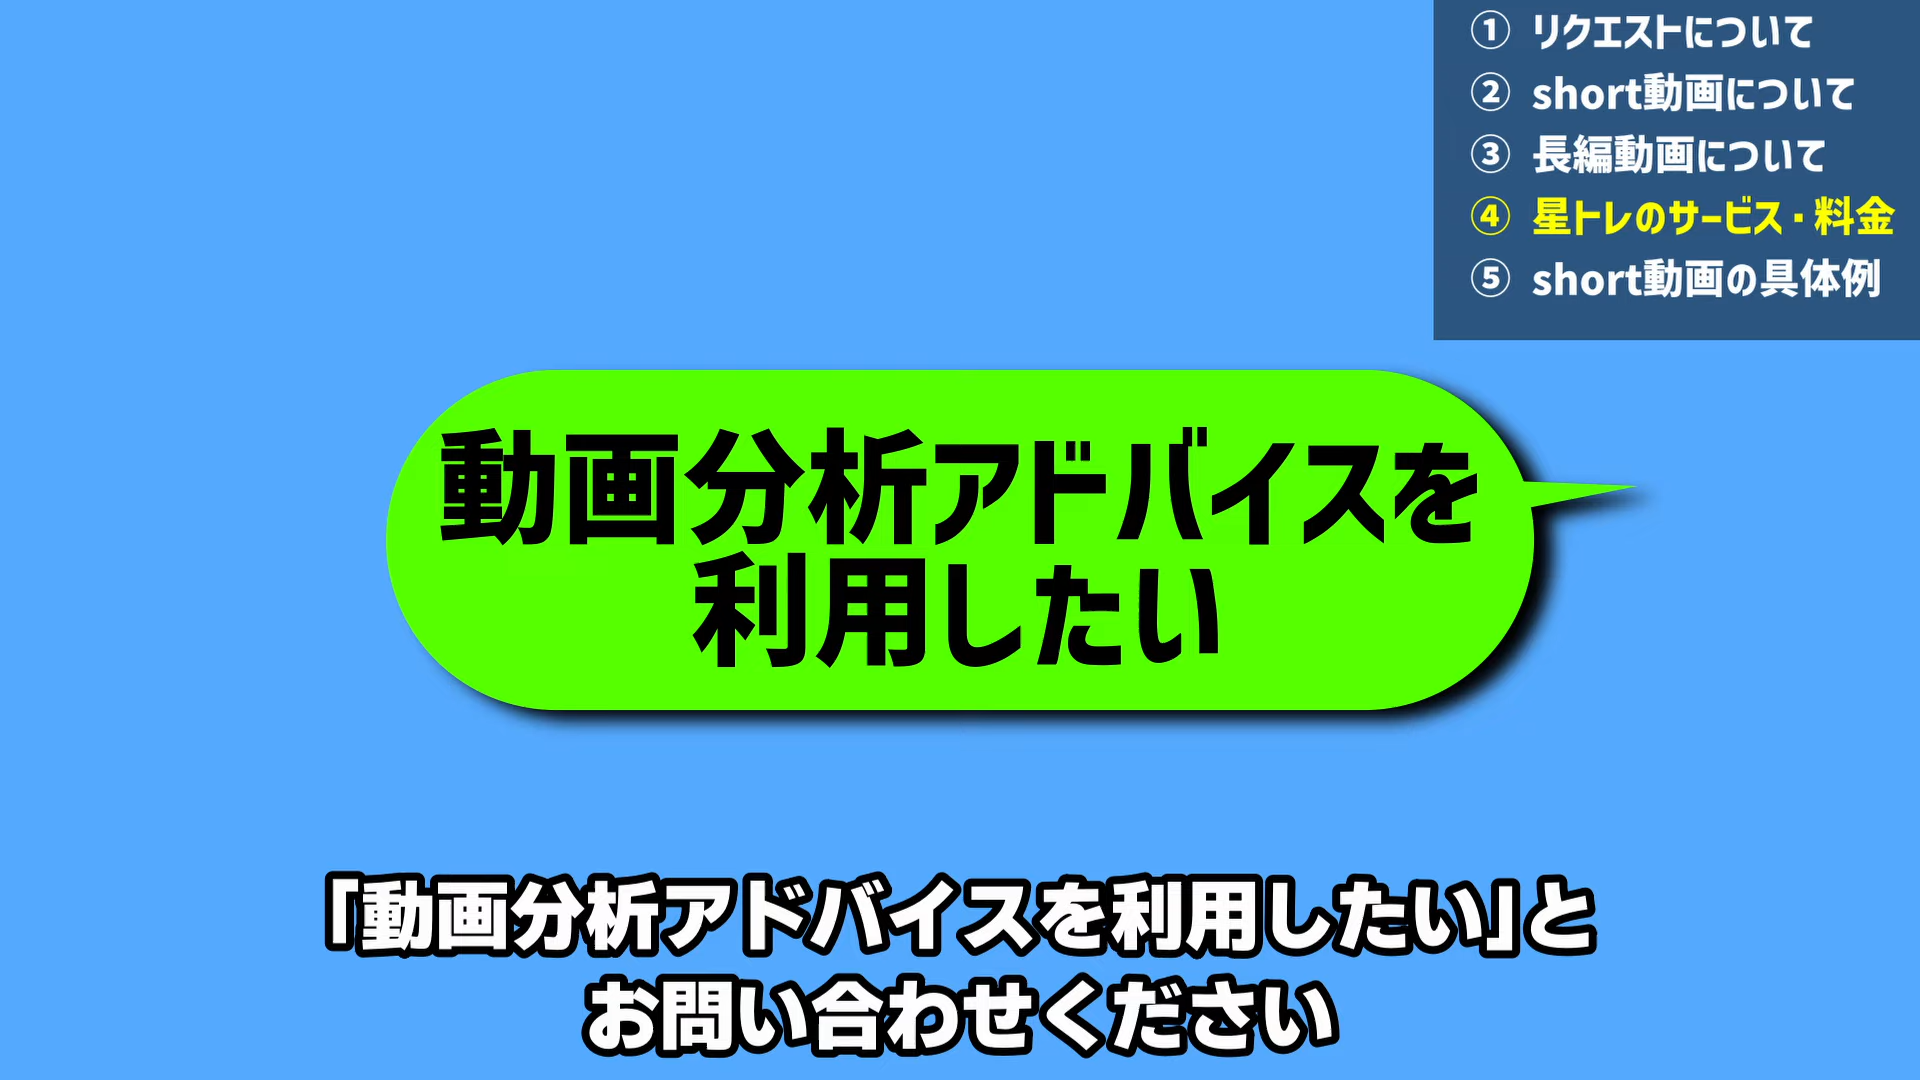 ① リクエストについて
② short動画について
③ 長編動画について
④ 星トレのサービス・料金
⑤ short動画の具体例
動画分析アドバイスを
利用したい
「動画分析アドバイスを利用したい」と
お問い合わせください